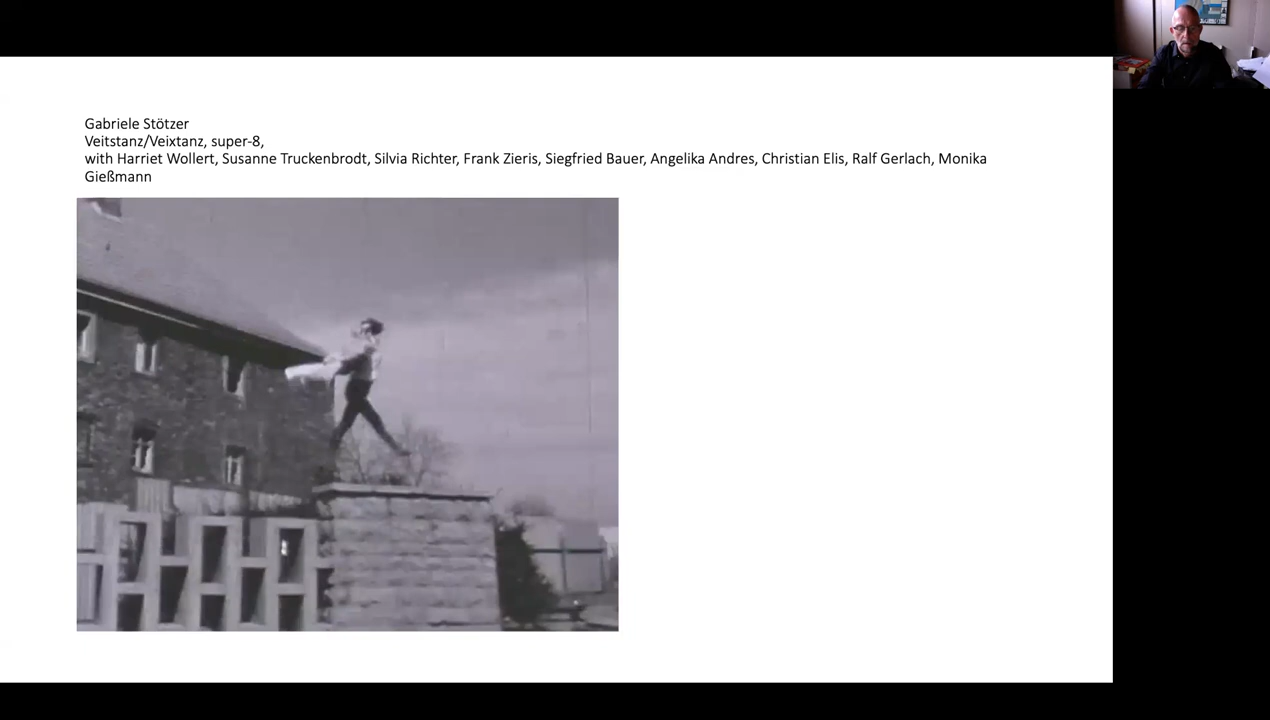 Gabriele Stötzer
Veitstanz/Veixtanz, super-8,
with Harriet Wollert, Susanne Truckenbrodt, Silvia Richter, Frank Zieris, Siegfried Bauer, Angelika Andres, Christian Elis, Ralf Gerlach, Monika
Gießmann